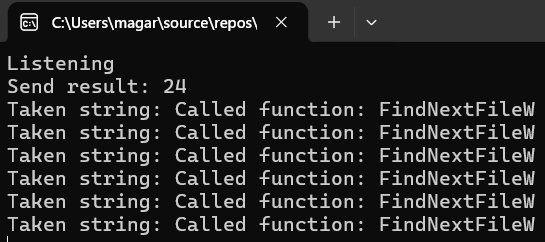 C:\Users\magar\source\repos\
Listening
Send result: 24
Taken string: Called function: FindNextFileW
Taken string: Called function: FindNextFileW
Taken string: Called function: FindNextFileW
Taken string: Called function: FindNextFileW
Taken string: Called function: FindNextFileW
Taken string: Called function: FindNextFileW